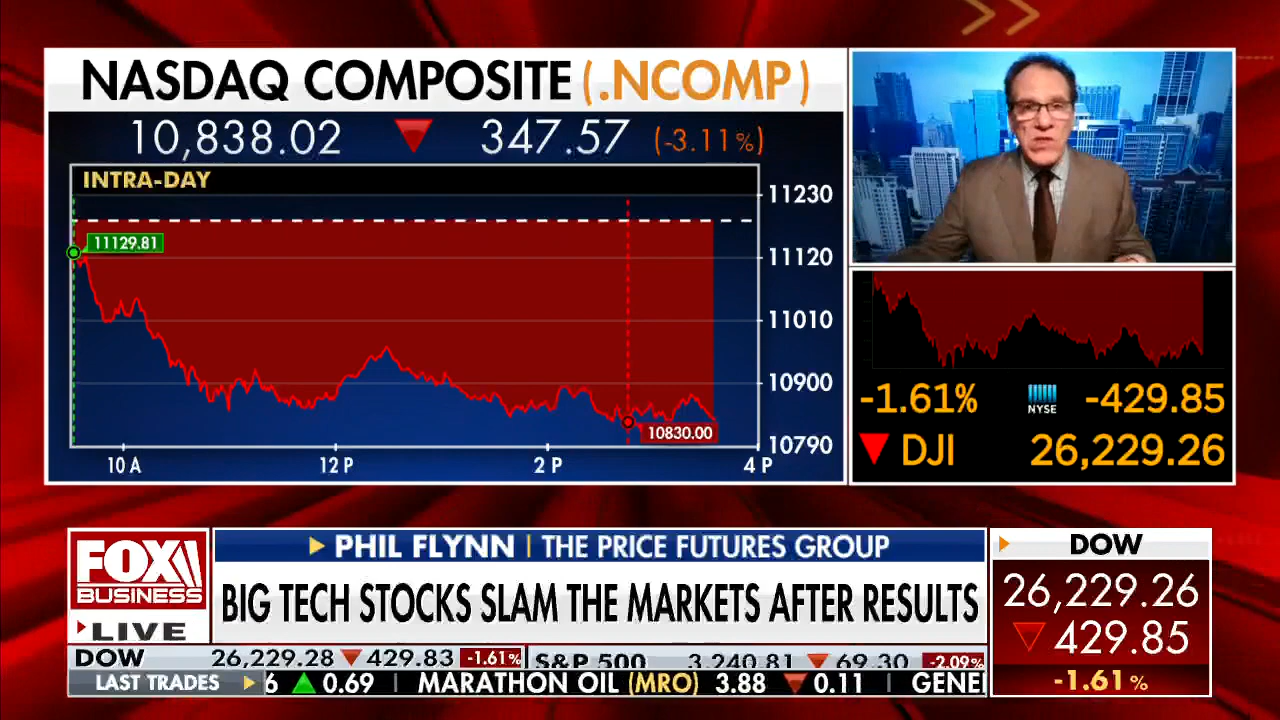 NASDAQ COMPOSITE (.NCOMP)
10,838.02 ▼ 347.57 (-3.11%)
INTRA-DAY
11230
11129.81
11120
11010
10900
10830.00
10790
10 A 12 P 2 P 4 P
-1.61% NYSE -429.85
▼ DJI 26,229.26
FOX BUSINESS
LIVE
PHIL FLYNN | THE PRICE FUTURES GROUP
BIG TECH STOCKS SLAM THE MARKETS AFTER RESULTS
DOW
26,229.26
▼ 429.85
-1.61%
DOW 26,229.28 ▼ 429.83 -1.61% S&P 500 3,240.81 ▼ 69.30 -2.09%
LAST TRADES 6 ▲ 0.69 | MARATHON OIL (MRO) 3.88 ▼ 0.11 |